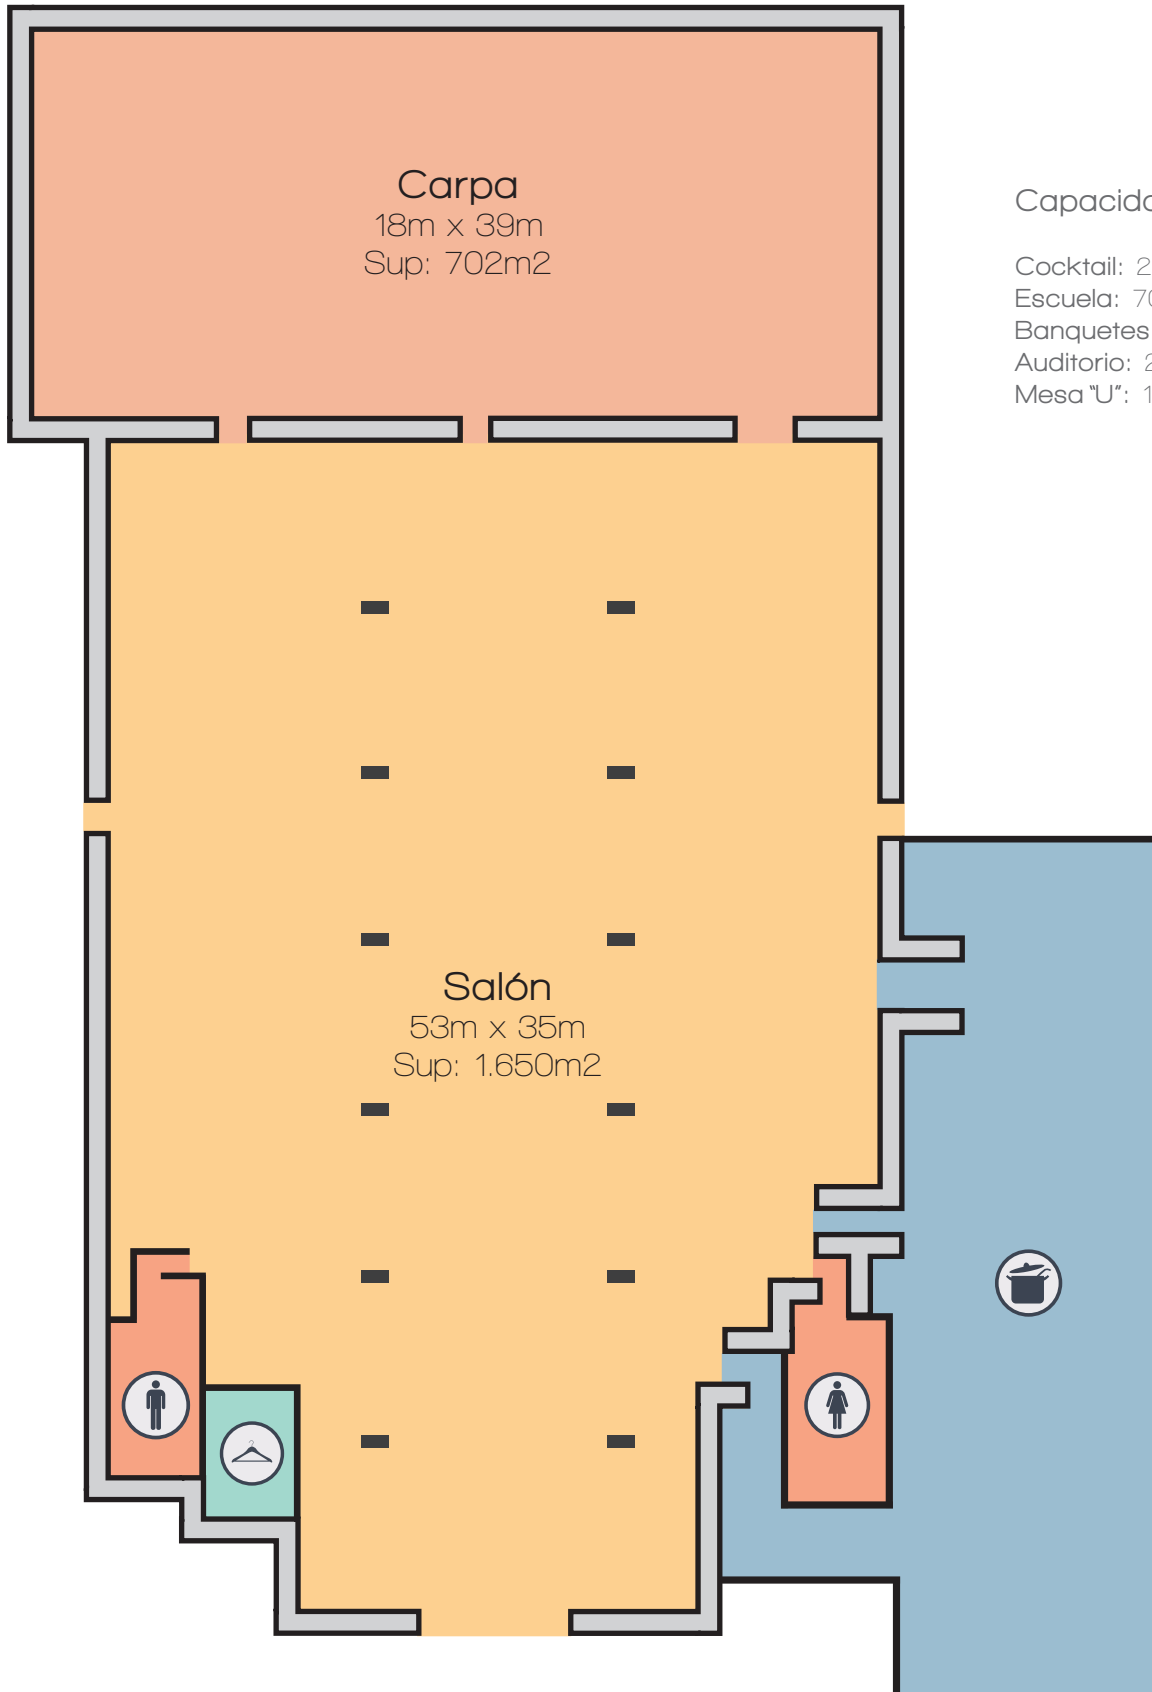 Carpa
18m x 39m
Sup: 702m2
Cocktail:
Escuela:
Banquetes
Auditorio:
Mesa "U":
Salón
53m x 35m
Sup: 1.650m2